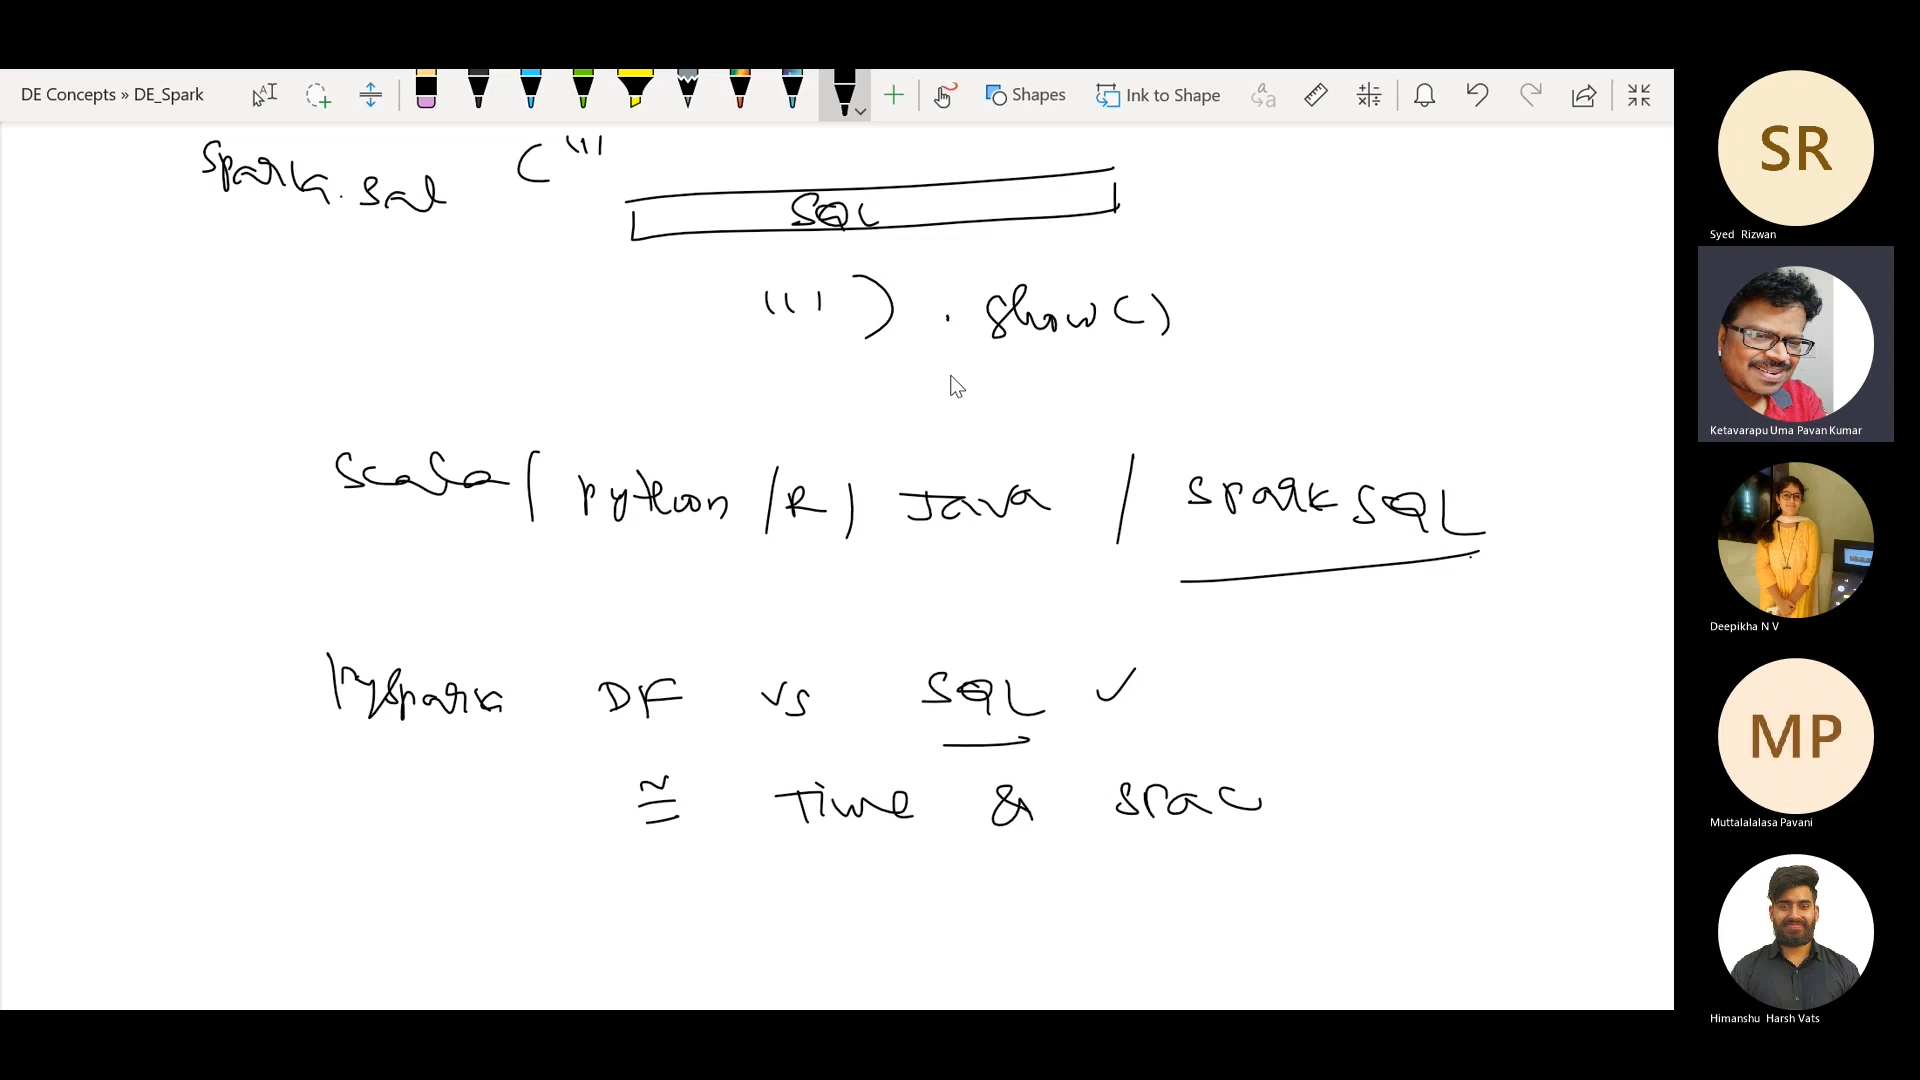 DE Concepts » DE_Spark
Shapes
Ink to Shape
Spark.sql ("""
SQL
""") . show()
Scala / Python / R / Java / Spark SQL
PySpark DF vs SQL ✓
≅ Time & Spac
SR
Syed Rizwan
Ketavarapu Uma Pavan Kumar
Deepikha N V
MP
Muttalalalasa Pavani
Himanshu Harsh Vats